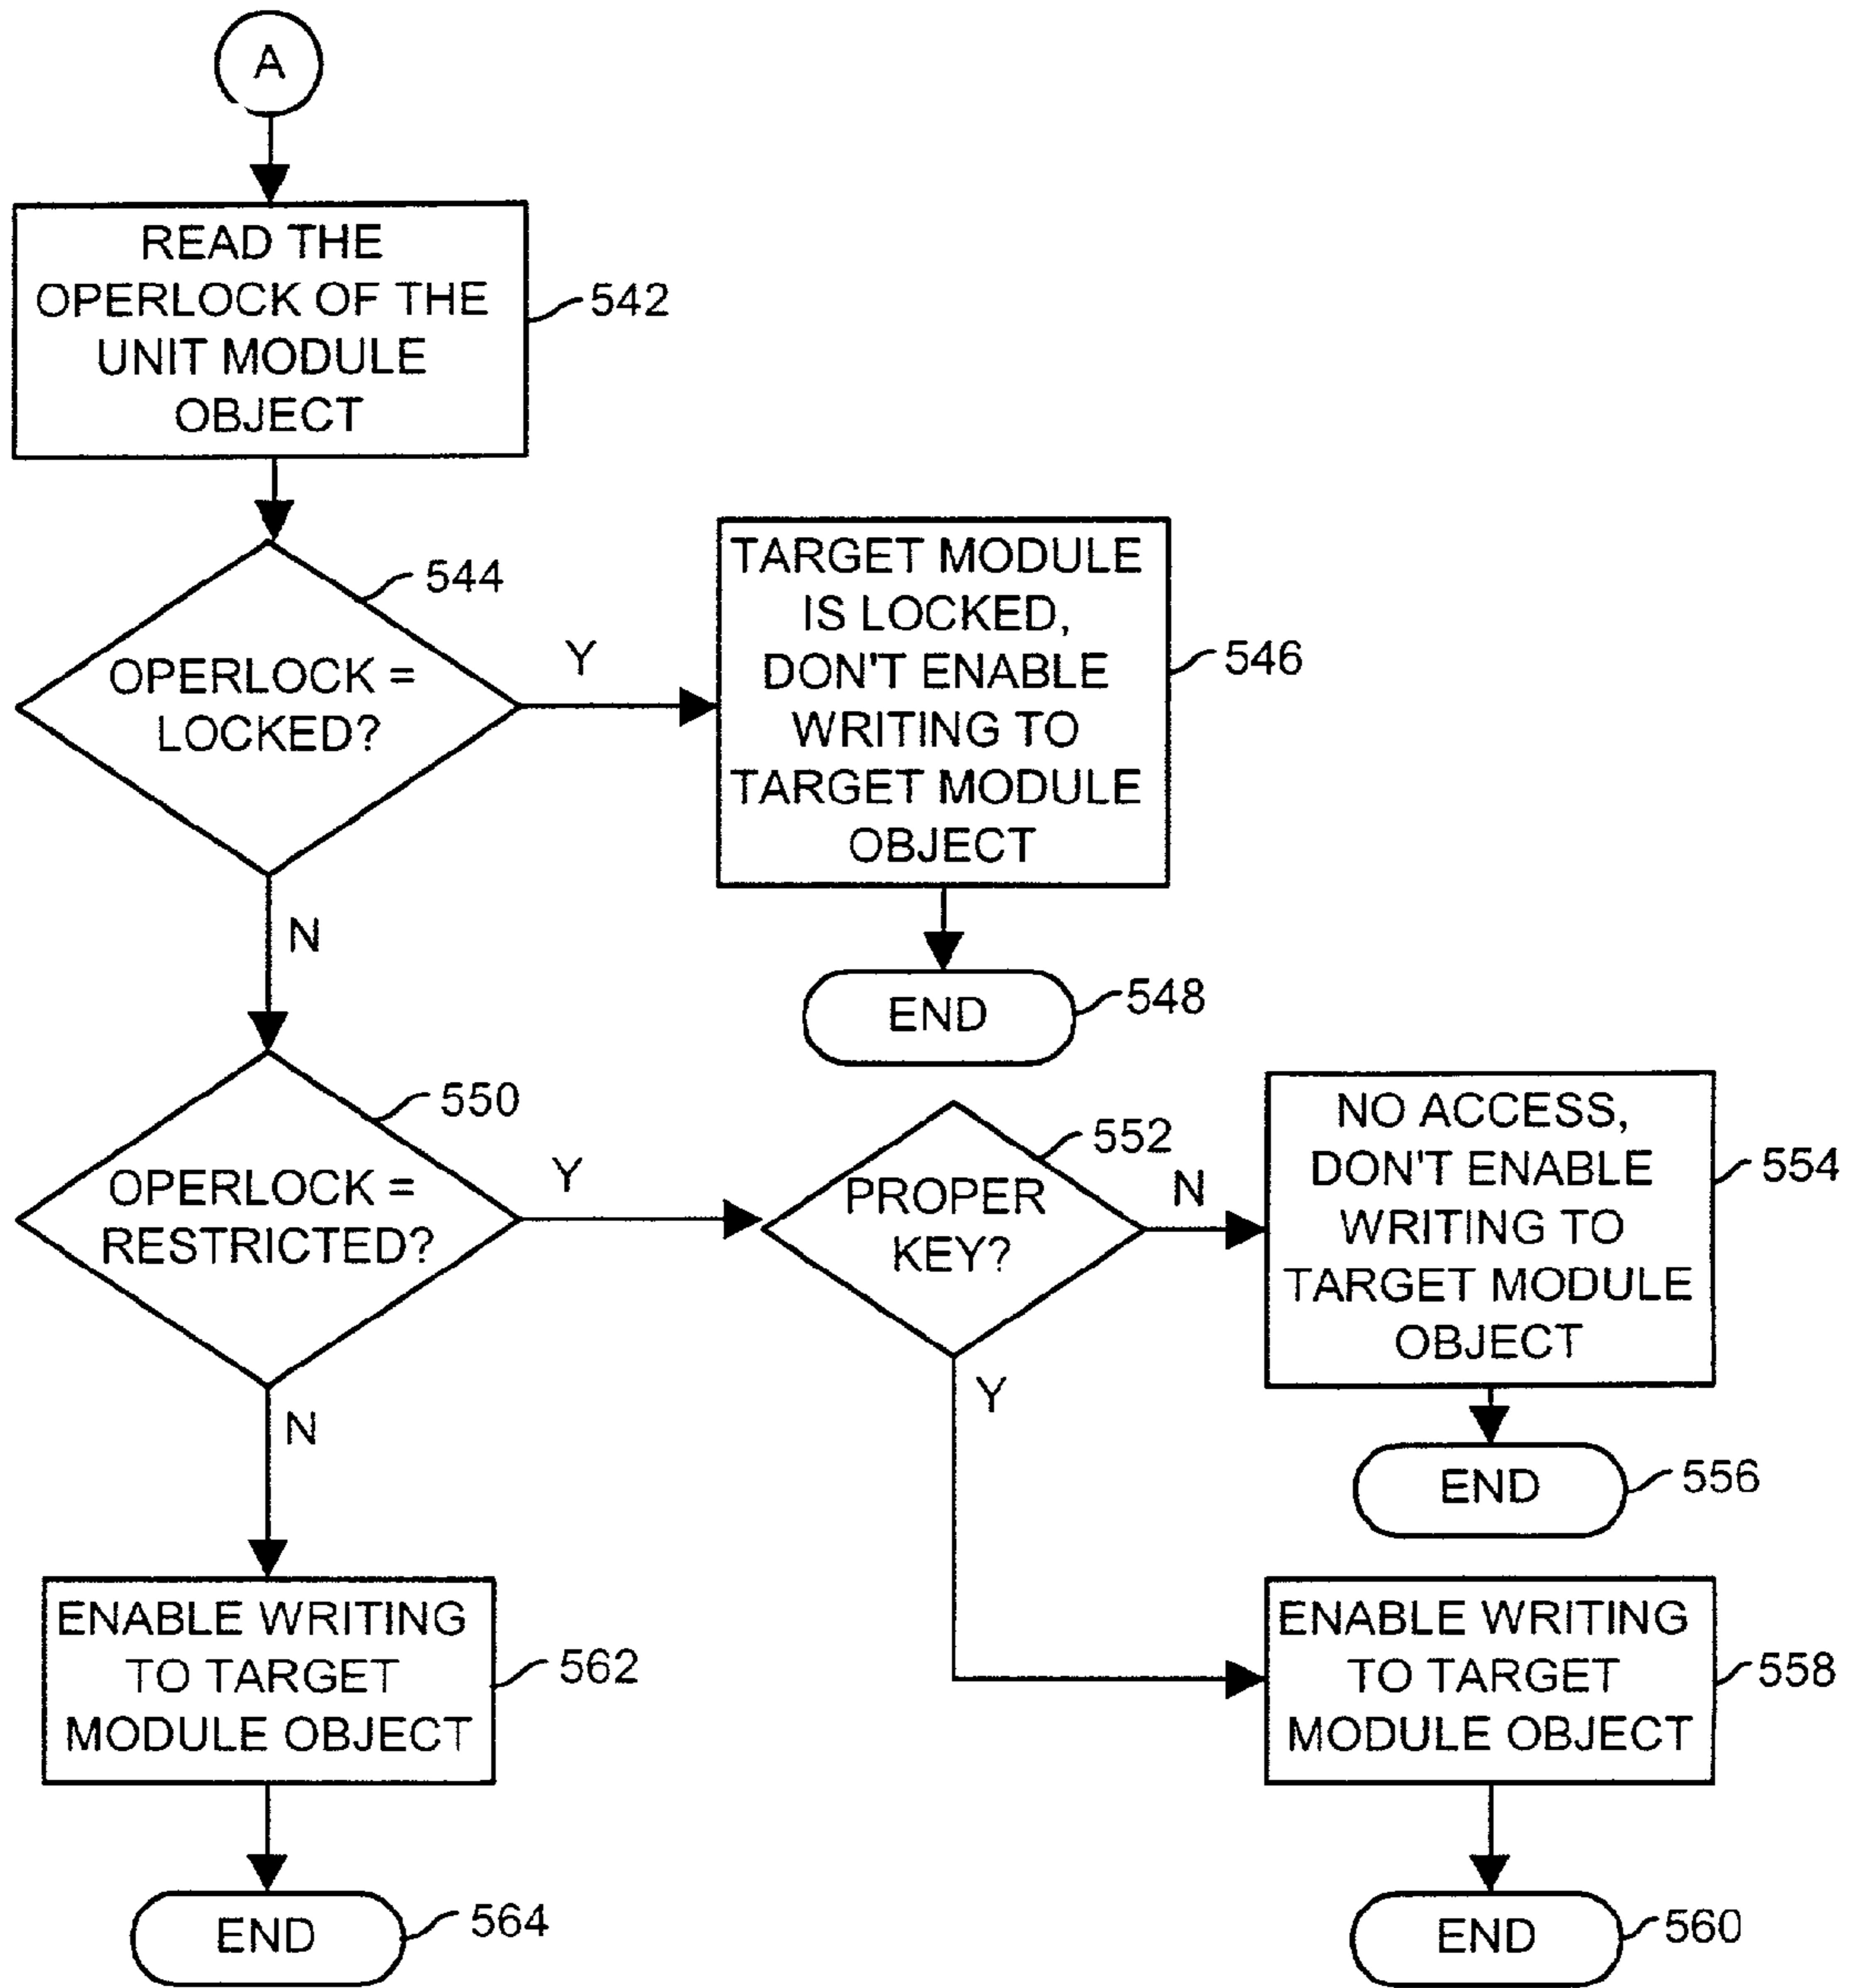 A
READ THE
OPERLOCK OF THE
UNIT MODULE
OBJECT
542
544
OPERLOCK =
LOCKED?
Y
N
TARGET MODULE
IS LOCKED,
DON'T ENABLE
WRITING TO
TARGET MODULE
OBJECT
546
END
548
550
OPERLOCK =
RESTRICTED?
Y
N
552
PROPER
KEY?
N
Y
NO ACCESS,
DON'T ENABLE
WRITING TO
TARGET MODULE
OBJECT
554
END
556
ENABLE WRITING
TO TARGET
MODULE OBJECT
562
ENABLE WRITING
TO TARGET
MODULE OBJECT
558
END
564
END
560